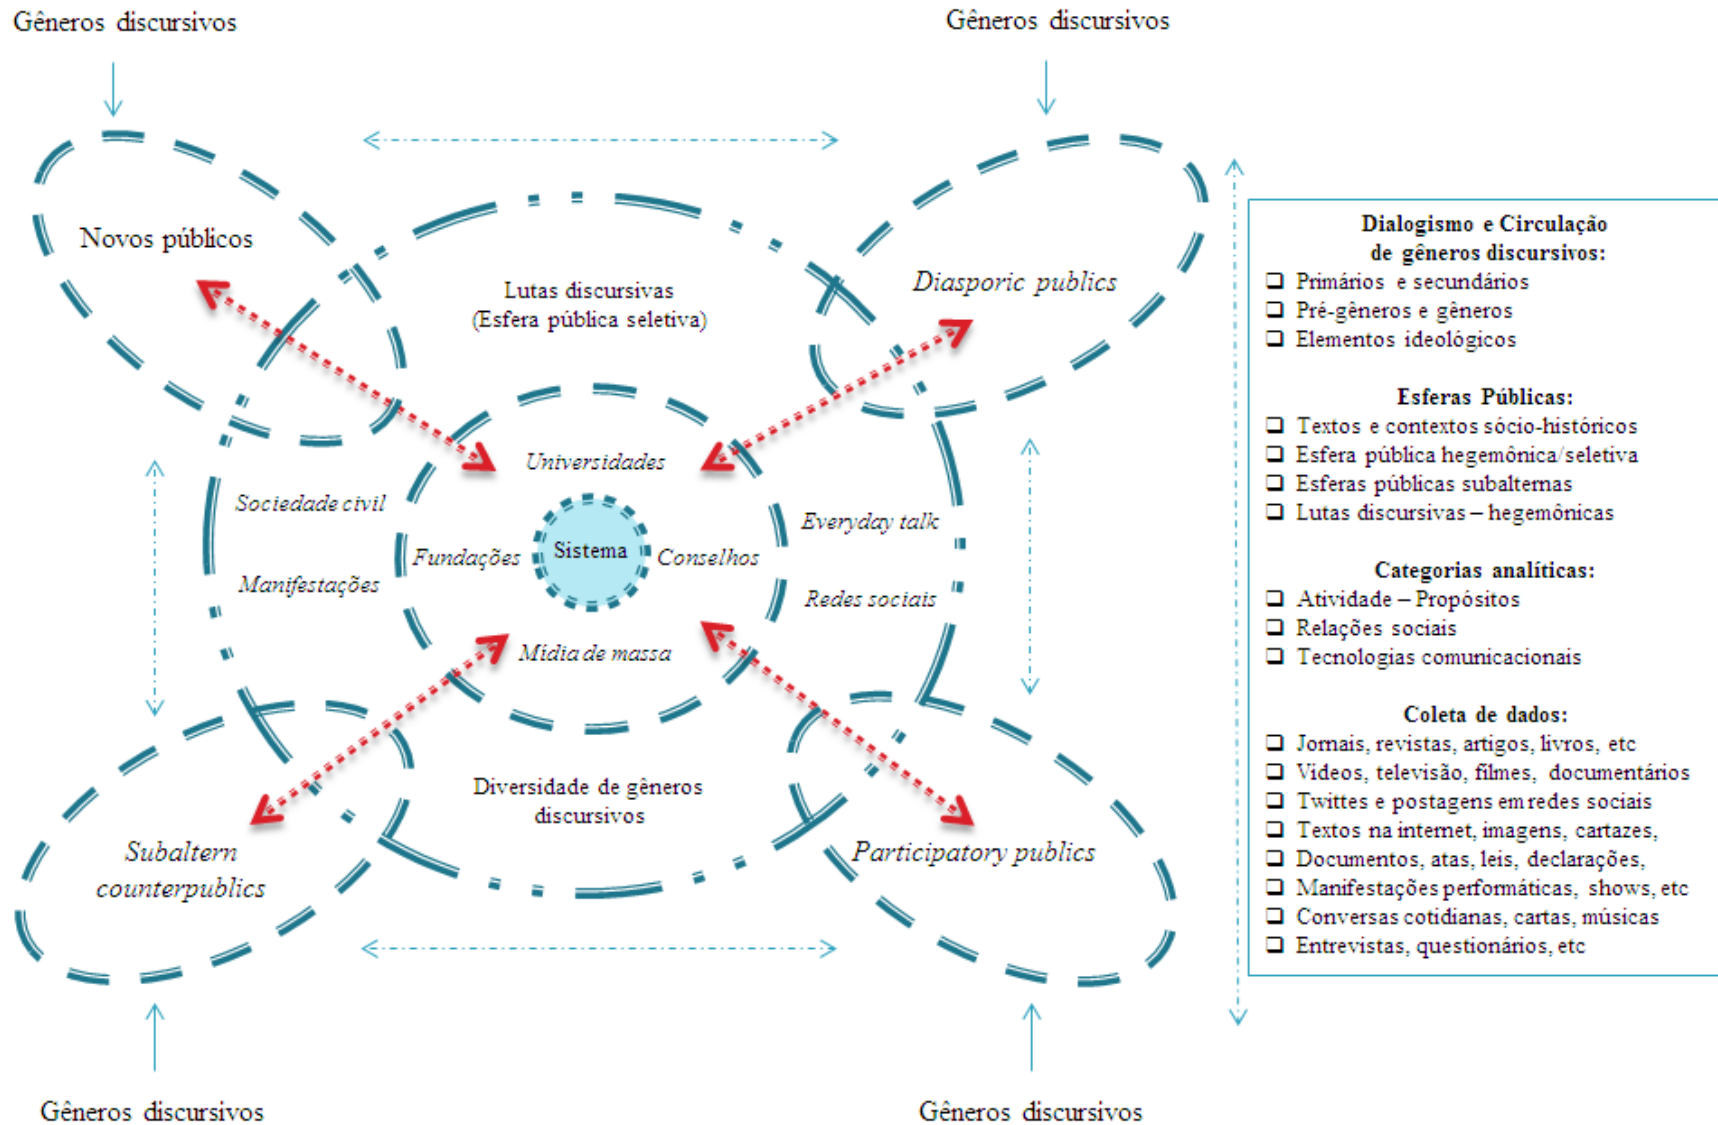 Gêneros discursivos
Gêneros discursivos
Novos públicos
Diasporic publics
Lutas discursivas
(Esfera pública seletiva)
Universidades
Sociedade civil
Everyday talk
Fundações
Sistema
Conselhos
Manifestações
Redes sociais
Mídia de massa
Diversidade de gêneros
discursivos
Subaltern
counterpublics
Participatory publics
Gêneros discursivos
Gêneros discursivos
Dialogismo e Circulação
de gêneros discursivos:
❑ Primários e secundários
❑ Pré-gêneros e gêneros
❑ Elementos ideológicos
Esferas Públicas:
❑ Textos e contextos sócio-históricos
❑ Esfera pública hegemônica/seletiva
❑ Esferas públicas subalternas
❑ Lutas discursivas – hegemônicas
Categorias analíticas:
❑ Atividade – Propósitos
❑ Relações sociais
❑ Tecnologias comunicacionais
Coleta de dados:
❑ Jornais, revistas, artigos, livros, etc
❑ Vídeos, televisão, filmes, documentários
❑ Twittes e postagens em redes sociais
❑ Textos na internet, imagens, cartazes,
❑ Documentos, atas, leis, declarações,
❑ Manifestações performáticas, shows, etc
❑ Conversas cotidianas, cartas, músicas
❑ Entrevistas, questionários, etc